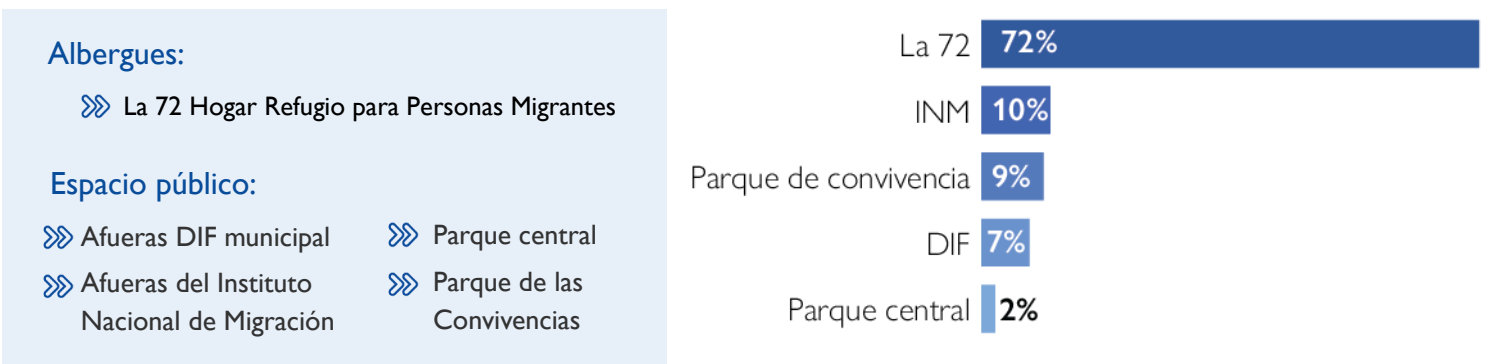 Albergues:
La 72 Hogar Refugio para Personas Migrantes
Espacio público:
Afueras DIF municipal
Afueras del Instituto
Nacional de Migración
Parque central
Parque de las
Convivencias
La 72 72%
INM 10%
Parque de convivencia 9%
DIF 7%
Parque central 2%